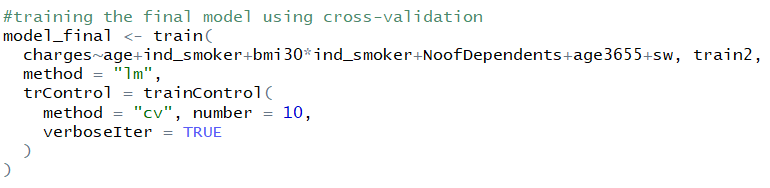 #training the final model using cross-validation
model_final <- train(
  charges~age+ind_smoker+bmi30*ind_smoker+NoofDependents+age3655+sw, train2,
  method = "lm",
  trControl = trainControl(
    method = "cv", number = 10,
    verboseIter = TRUE
  )
)